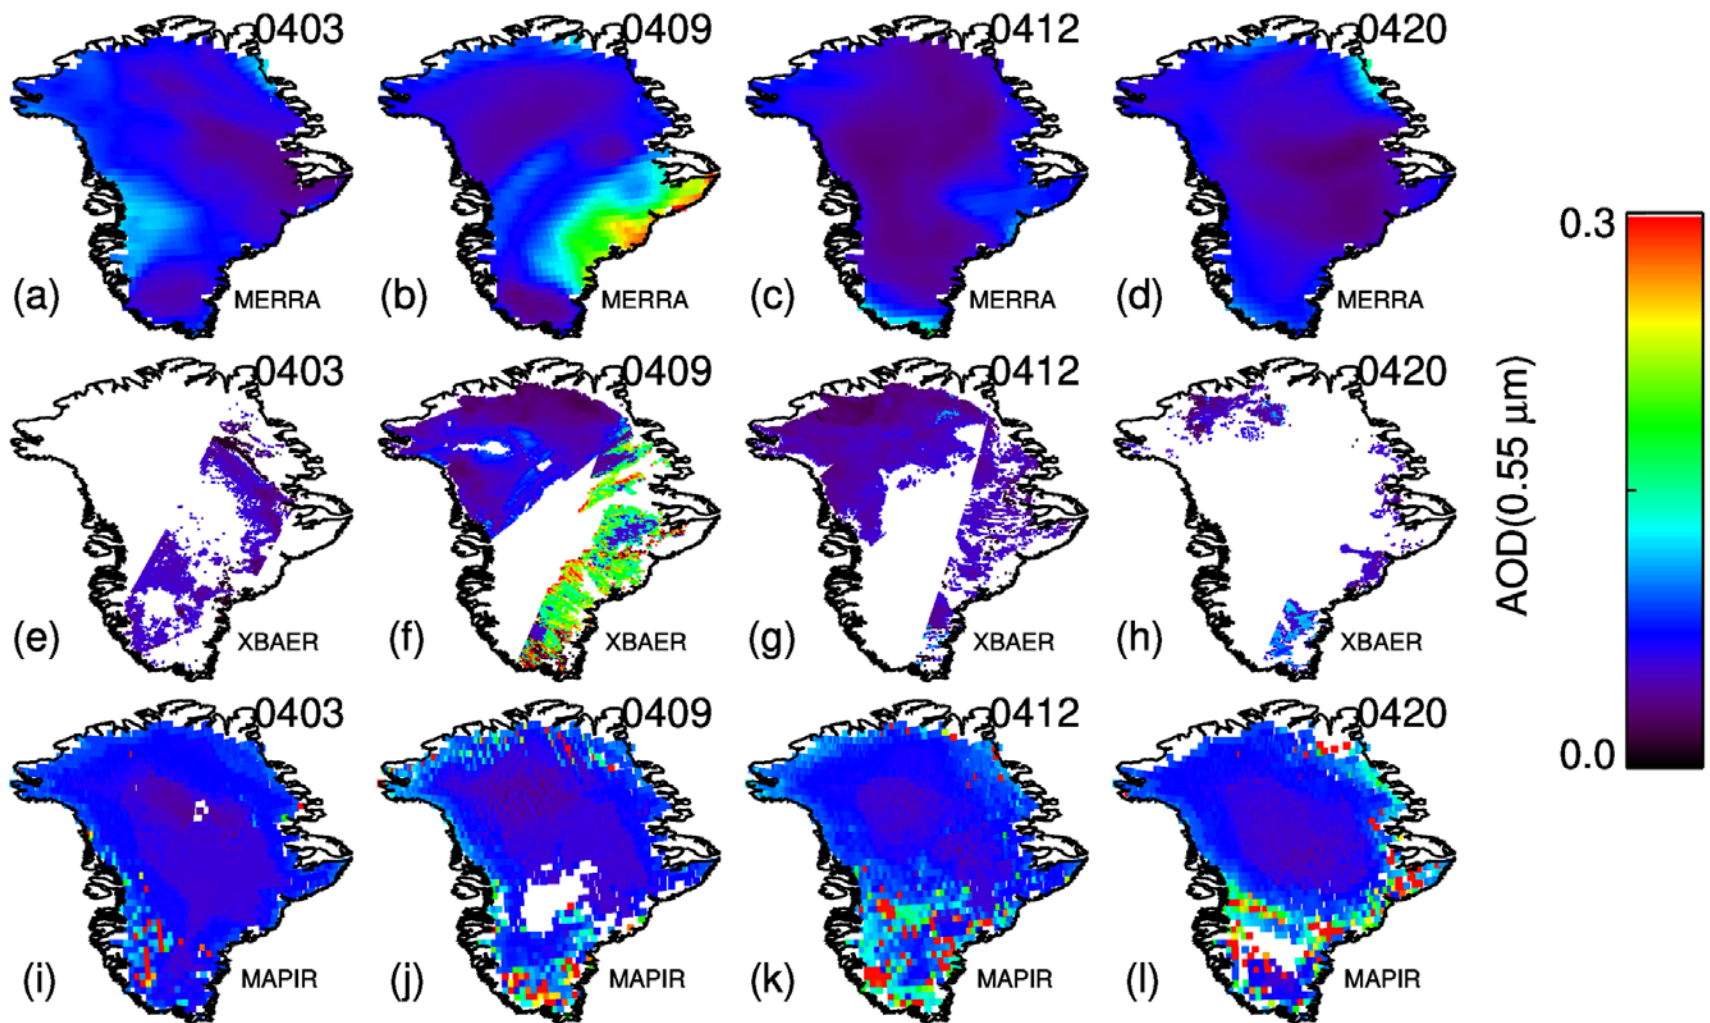 0403 0409 0412 0420
(a) MERRA (b) MERRA (c) MERRA (d) MERRA
0403 0409 0412 0420
(e) XBAER (f) XBAER (g) XBAER (h) XBAER
0403 0409 0412 0420
(i) MAPIR (j) MAPIR (k) MAPIR (l) MAPIR
0.3
0.0
AOD(0.55 μm)